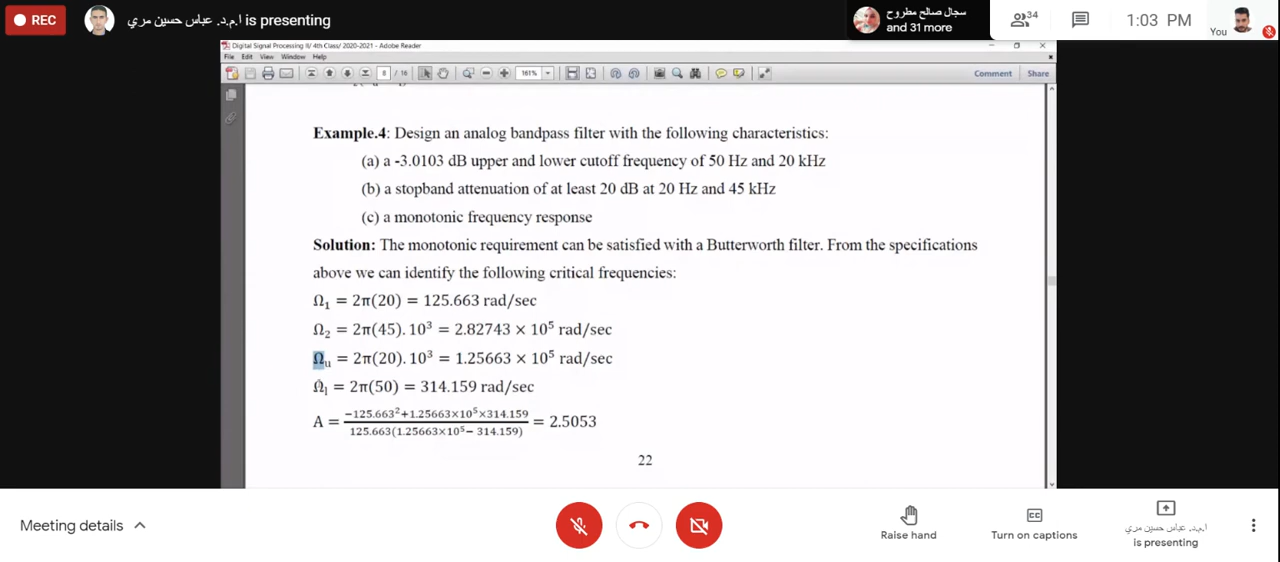 REC
ا.م.د. عباس حسين مري is presenting
سجال صالح مطروح
and 31 more
34
1:03 PM
You
Digital Signal Processing II/ 4th Class/ 2020-2021 - Adobe Reader
File Edit View Window Help
8 / 16
161%
Comment Share
Example.4: Design an analog bandpass filter with the following characteristics:
(a) a -3.0103 dB upper and lower cutoff frequency of 50 Hz and 20 kHz
(b) a stopband attenuation of at least 20 dB at 20 Hz and 45 kHz
(c) a monotonic frequency response
Solution: The monotonic requirement can be satisfied with a Butterworth filter. From the specifications
above we can identify the following critical frequencies:
Ω₁ = 2π(20) = 125.663 rad/sec
Ω₂ = 2π(45). 10³ = 2.82743 × 10⁵ rad/sec
Ωᵤ = 2π(20). 10³ = 1.25663 × 10⁵ rad/sec
Ωₗ = 2π(50) = 314.159 rad/sec
A = (−125.663²+1.25663×10⁵×314.159) / (125.663(1.25663×10⁵− 314.159)) = 2.5053
22
Meeting details
Raise hand
Turn on captions
ا.م.د. عباس حسين مري
is presenting